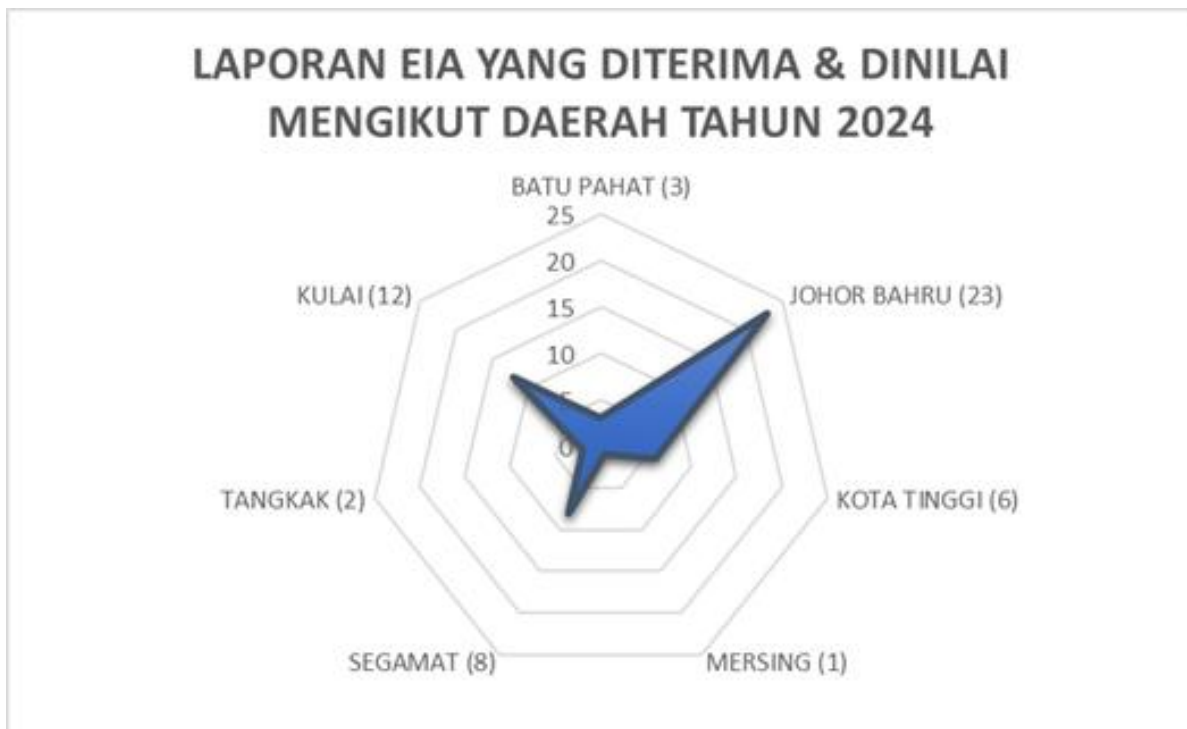 LAPORAN EIA YANG DITERIMA & DINILAI
MENGIKUT DAERAH TAHUN 2024
BATU PAHAT (3)
25
20
KULAI (12)
JOHOR BAHRU (23)
15
10
5
0
TANGKAK (2)
KOTA TINGGI (6)
SEGAMAT (8)
MERSING (1)